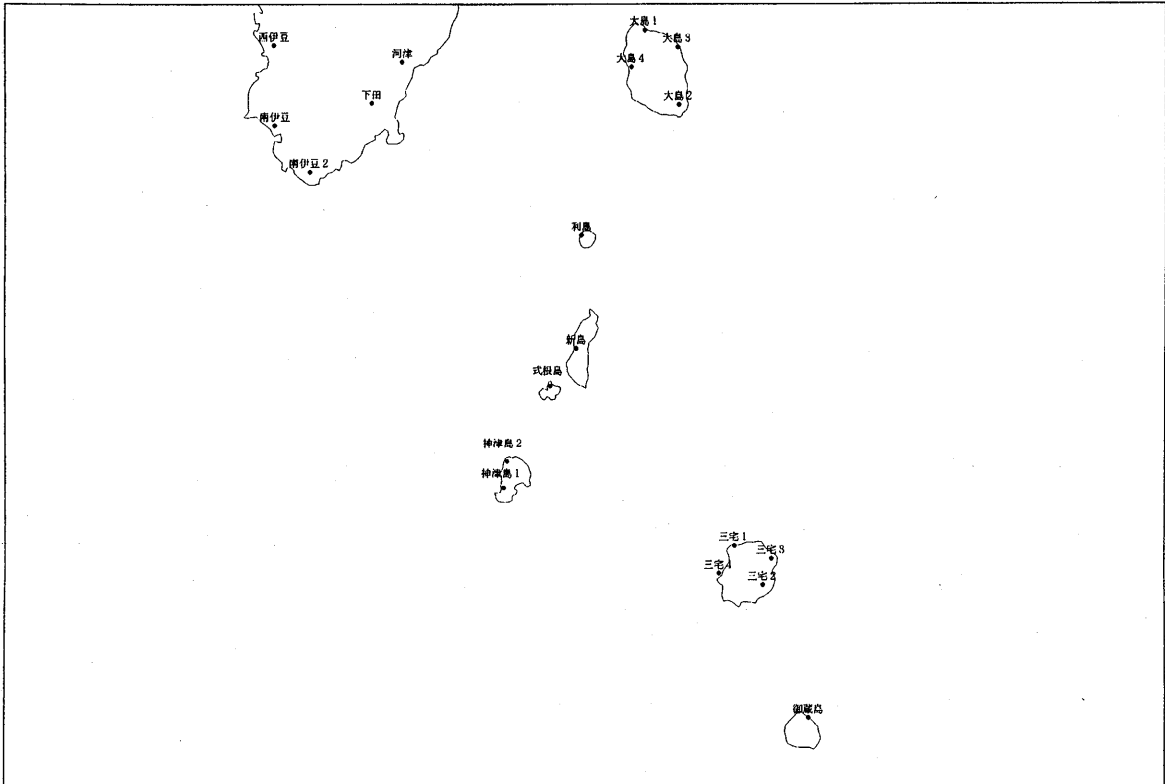 大島1
西伊豆
大島3
河津
大島4
下田
大島2
南伊豆
南伊豆2
利島
新島
式根島
神津島2
神津島1
三宅1
三宅3
三宅4
三宅2
御蔵島